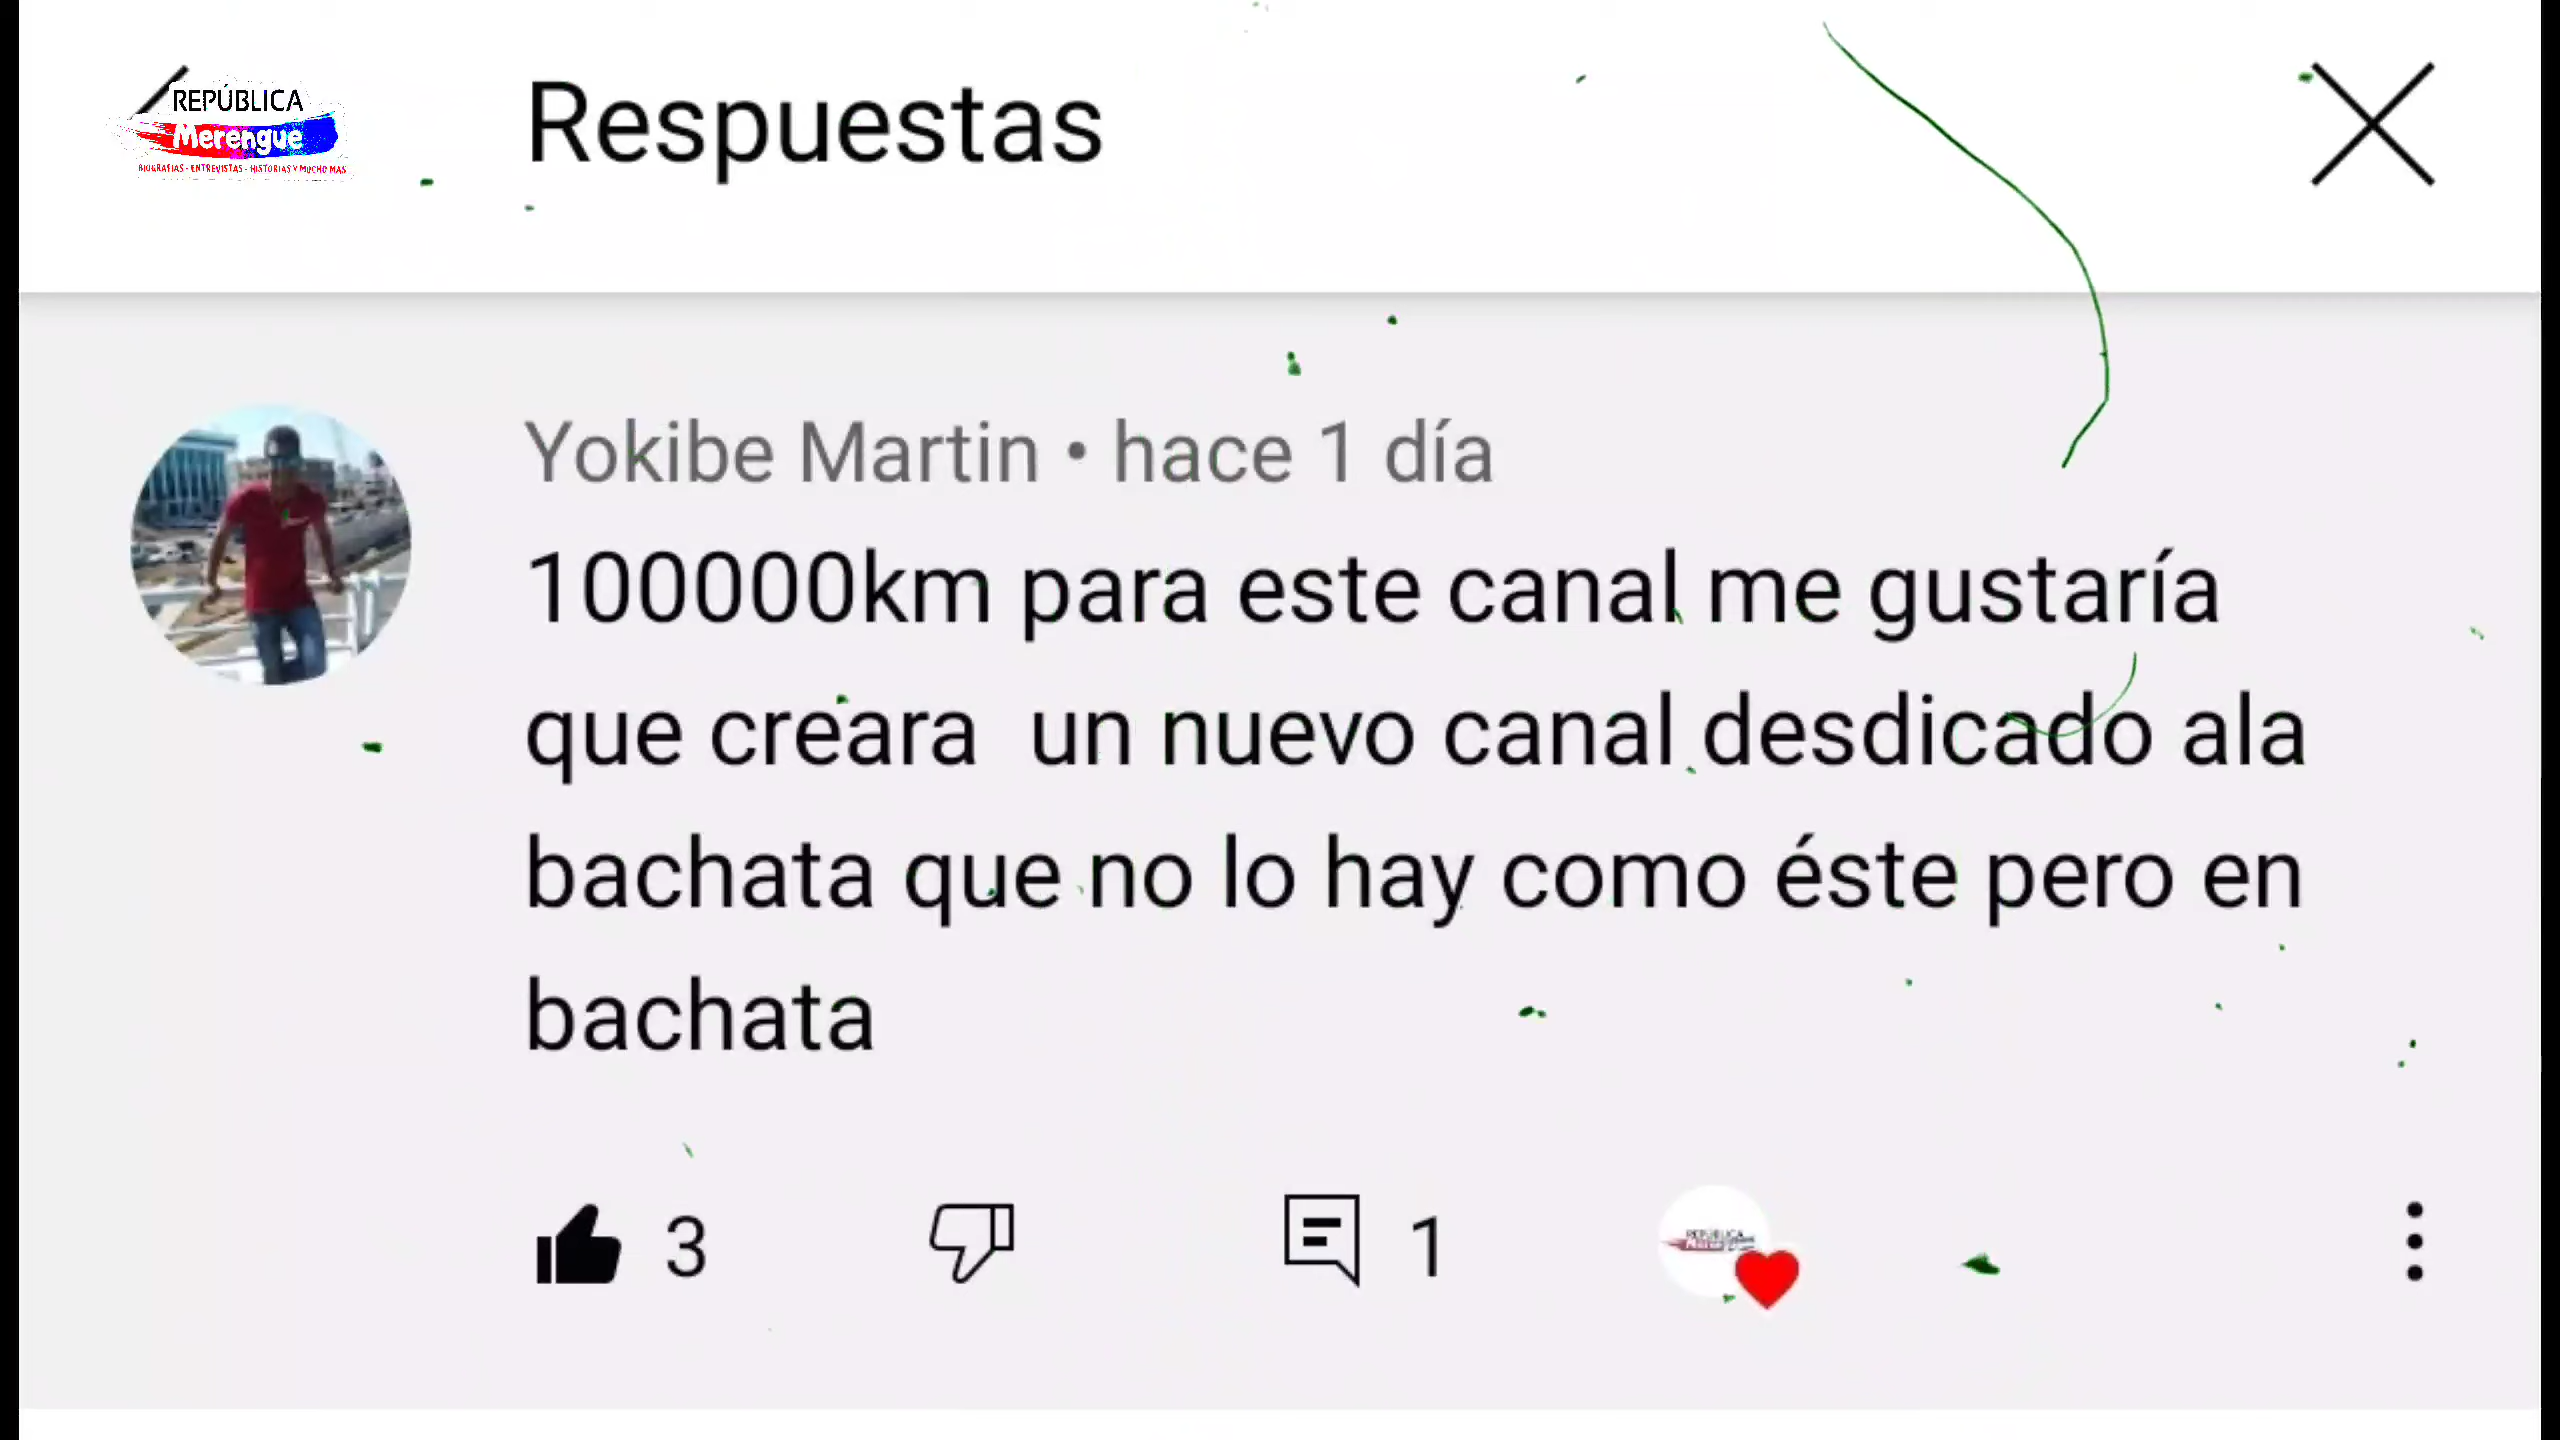 REPÚBLICA
Merengue
BIOGRAFIAS - ENTREVISTAS - HISTORIAS Y MUCHO MAS
Respuestas
Yokibe Martin • hace 1 día
100000km para este canal me gustaría
que creara  un nuevo canal desdicado ala
bachata que no lo hay como éste pero en
bachata
3
1
REPÚBLICA